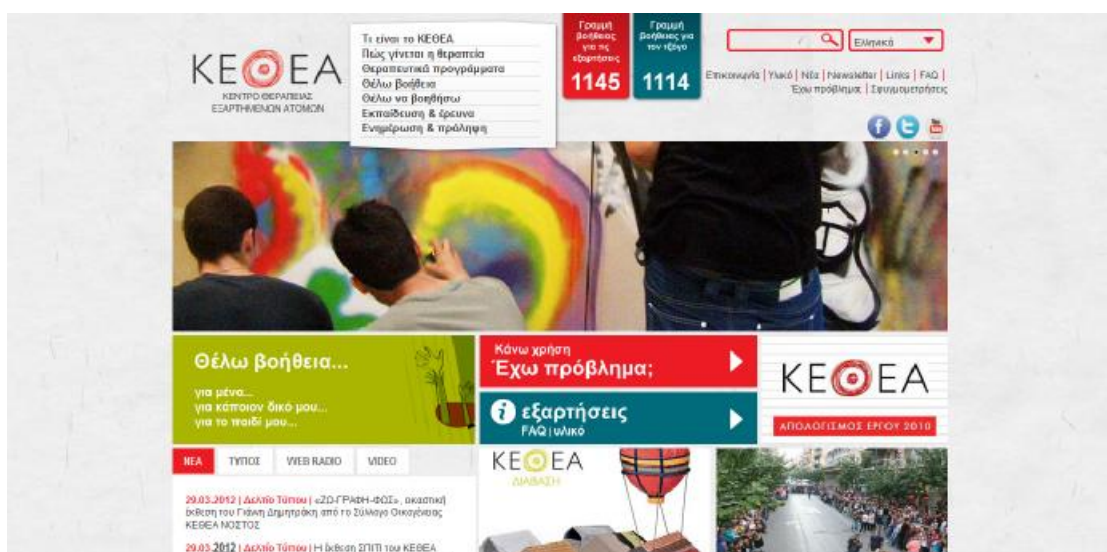 ΚΕΘΕΑ
ΚΕΝΤΡΟ ΘΕΡΑΠΕΙΑΣ
ΕΞΑΡΤΗΜΕΝΩΝ ΑΤΟΜΩΝ
Τι είναι το ΚΕΘΕΑ
Πώς γίνεται η θεραπεία
Θεραπευτικά προγράμματα
Θέλω βοήθεια
Θέλω να βοηθήσω
Εκπαίδευση & έρευνα
Ενημέρωση & πρόληψη
Γραμμή
βοήθειας
για τις
εξαρτήσεις
1145
Γραμμή
βοήθειας για
τον τζόγο
1114
Ελληνικά
Επικοινωνία | Υλικό | Νέα | Newsletter | Links | FAQ |
Έχω πρόβλημα; | Σφυγμομετρήσεις
Θέλω βοήθεια...
για μένα...
για κάποιον δικό μου...
για το παιδί μου...
Κάνω χρήση
Έχω πρόβλημα;
i εξαρτήσεις
FAQ | υλικό
ΚΕΘΕΑ
ΑΠΟΛΟΓΙΣΜΟΣ ΕΡΓΟΥ 2010
ΝΕΑ ΤΥΠΟΣ WEB RADIO VIDEO
29.03.2012 | Δελτίο Τύπου | «ΖΩ-ΓΡΑΦΗ-ΦΩΣ», εικαστική
έκθεση του Γιάννη Δημητράκη από το Σύλλογο Οικογένειας
ΚΕΘΕΑ ΝΟΣΤΟΣ
29.03.2012 | Δελτίο Τύπου | Η έκθεση ΣΠΙΤΙ του ΚΕΘΕΑ
ΚΕΘΕΑ
ΔΙΑΒΑΣΗ